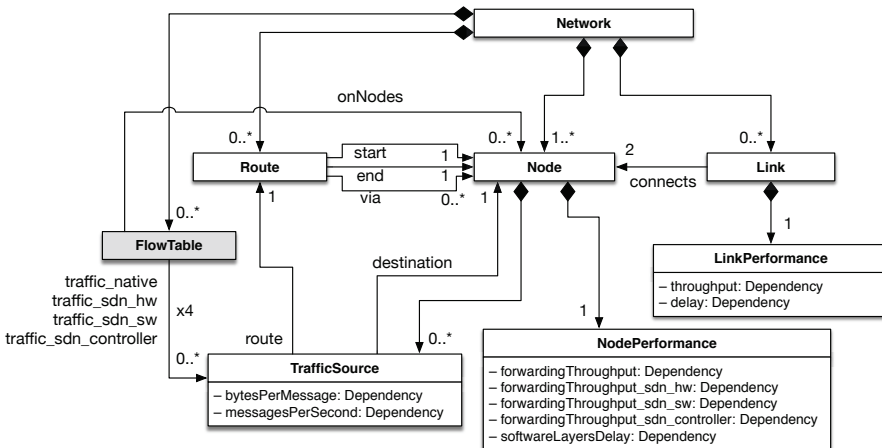 Network
onNodes
0..*
0..*
1..*
0..*
start
1
2
Route
Node
Link
end
1
connects
1
via
0..*
1
0..*
1
FlowTable
destination
LinkPerformance
traffic_native
– throughput: Dependency
traffic_sdn_hw
x4
– delay: Dependency
traffic_sdn_sw
traffic_sdn_controller
1
route
0..*
0..*
NodePerformance
TrafficSource
– forwardingThroughput: Dependency
– bytesPerMessage: Dependency
– forwardingThroughput_sdn_hw: Dependency
– messagesPerSecond: Dependency
– forwardingThroughput_sdn_sw: Dependency
– forwardingThroughput_sdn_controller: Dependency
– softwareLayersDelay: Dependency